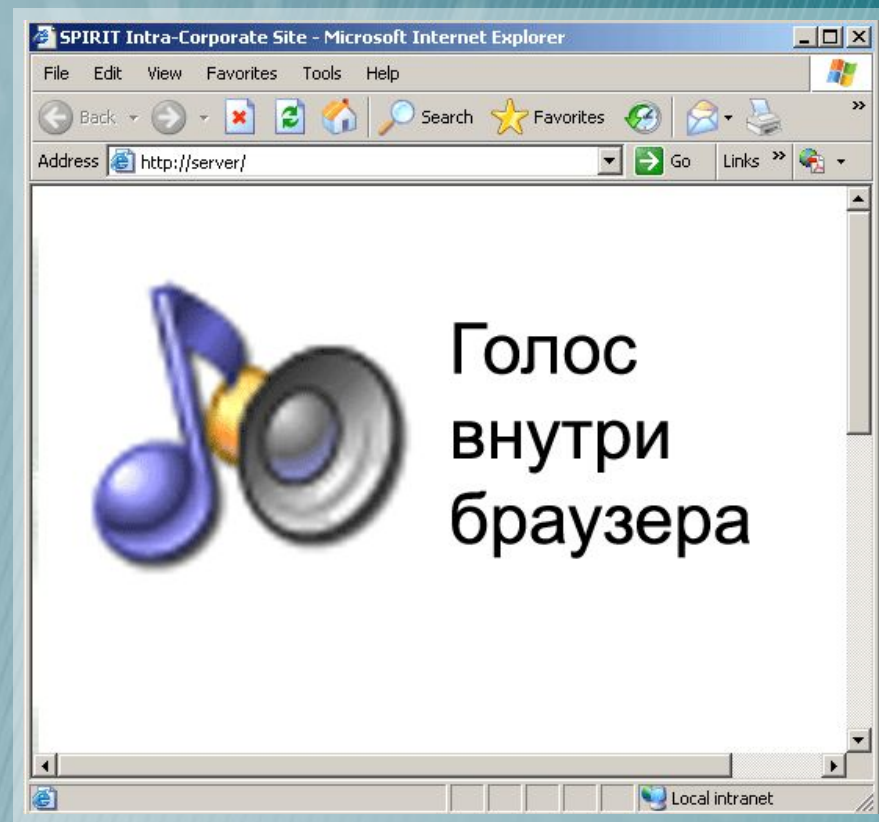 SPIRIT Intra-Corporate Site - Microsoft Internet Explorer
File Edit View Favorites Tools Help
Back Search Favorites »
Address http://server/ Go Links »
Голос
внутри
браузера
Local intranet